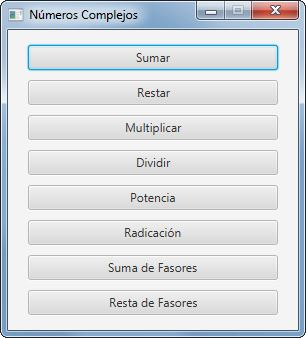 Números Complejos
Sumar
Restar
Multiplicar
Dividir
Potencia
Radicación
Suma de Fasores
Resta de Fasores